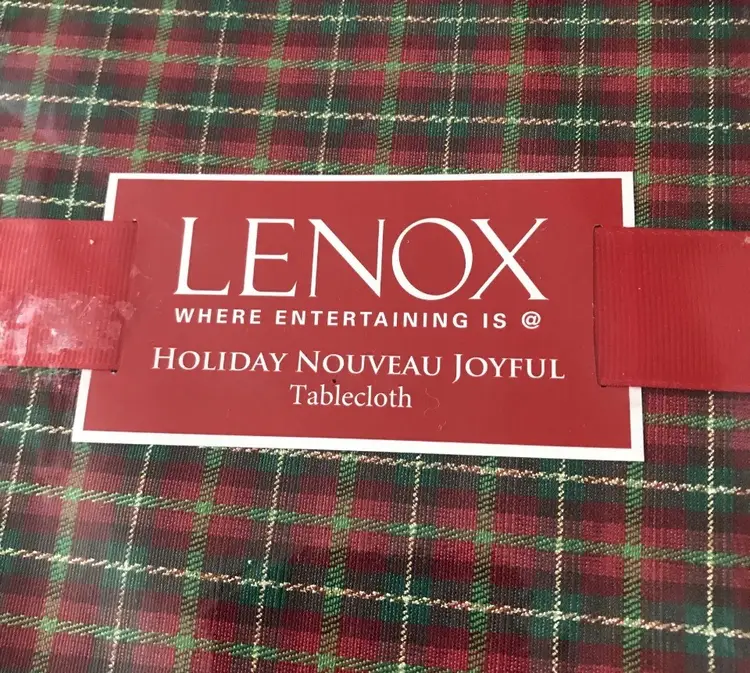 LENOX
WHERE ENTERTAINING IS @
HOLIDAY NOUVEAU JOYFUL
Tablecloth